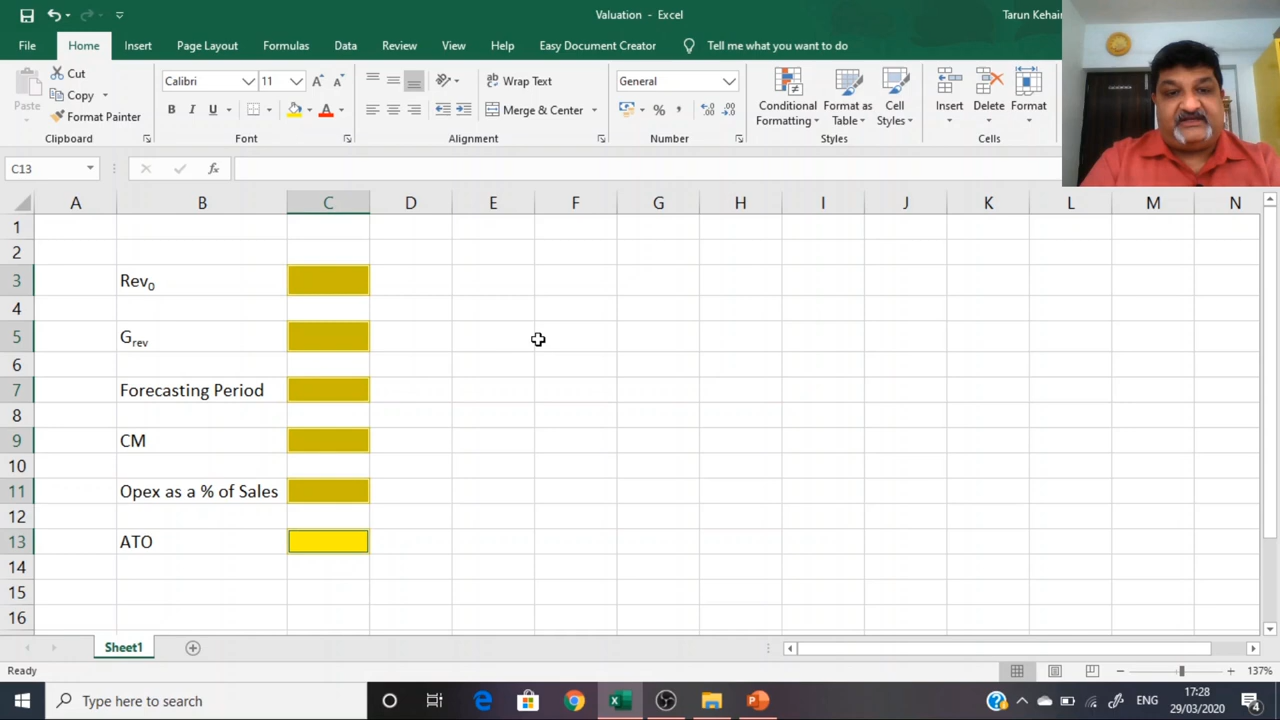 Valuation - Excel
Tarun Kehair
File Home Insert Page Layout Formulas Data Review View Help Easy Document Creator Tell me what you want to do
Paste
Cut
Copy
Format Painter
Clipboard
Calibri 11
B I U
Font
Wrap Text
Merge & Center
Alignment
General
%
Number
Conditional Formatting
Format as Table
Cell Styles
Styles
Insert
Delete
Format
Cells
C13 fx
A B C D E F G H I J K L M N
1
2
3 Rev0
4
5 Grev
6
7 Forecasting Period
8
9 CM
10
11 Opex as a % of Sales
12
13 ATO
14
15
16
Sheet1
Ready
137%
Type here to search
ENG
17:28
29/03/2020
4